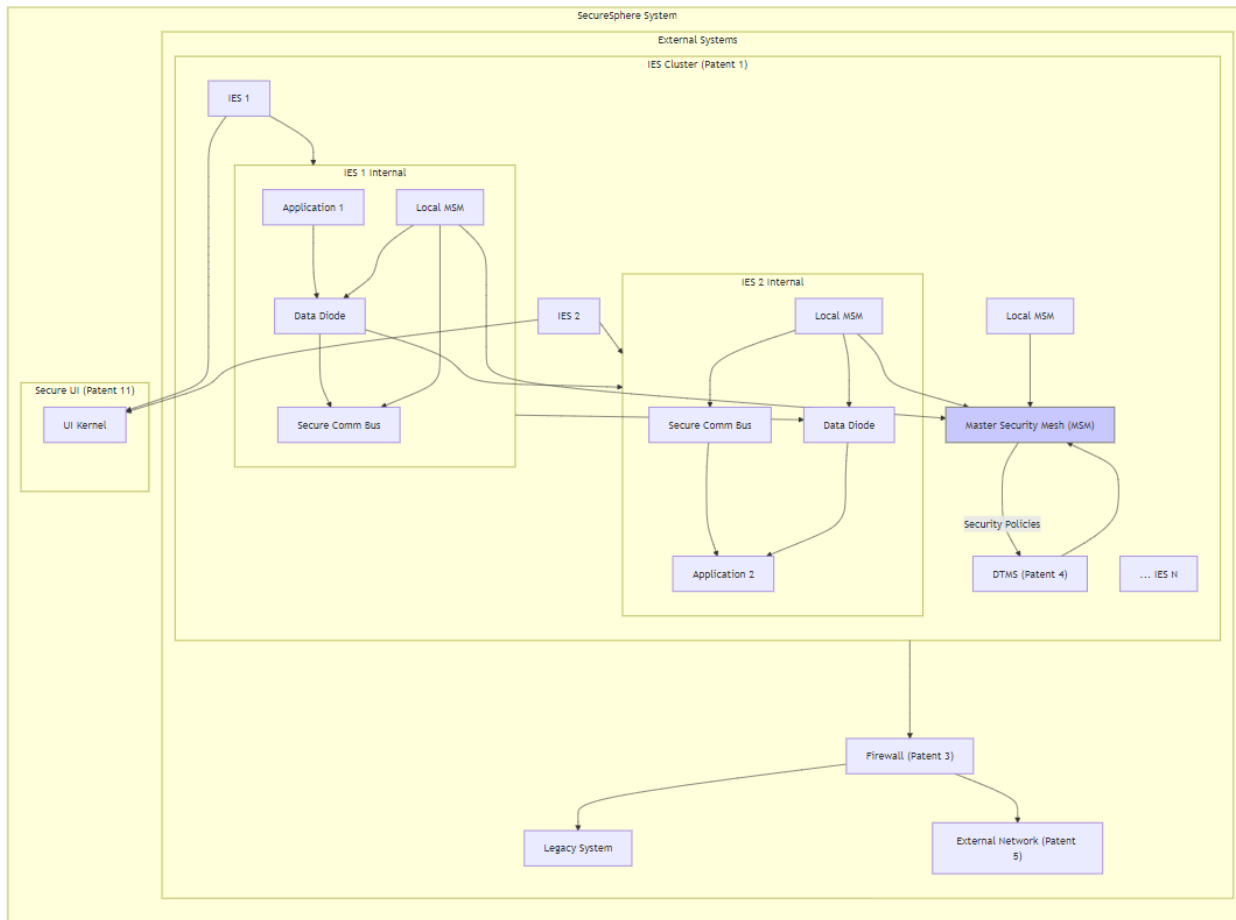 SecureSphere System
External Systems
IES Cluster (Patent 1)
IES 1
IES 1 Internal
Application 1
Local MSM
IES 2 Internal
Data Diode
IES 2
Local MSM
Local MSM
Secure UI (Patent 11)
UI Kernel
Secure Comm Bus
Secure Comm Bus
Data Diode
Master Security Mesh (MSM)
Security Policies
Application 2
DTMS (Patent 4)
... IES N
Firewall (Patent 3)
Legacy System
External Network (Patent
5)